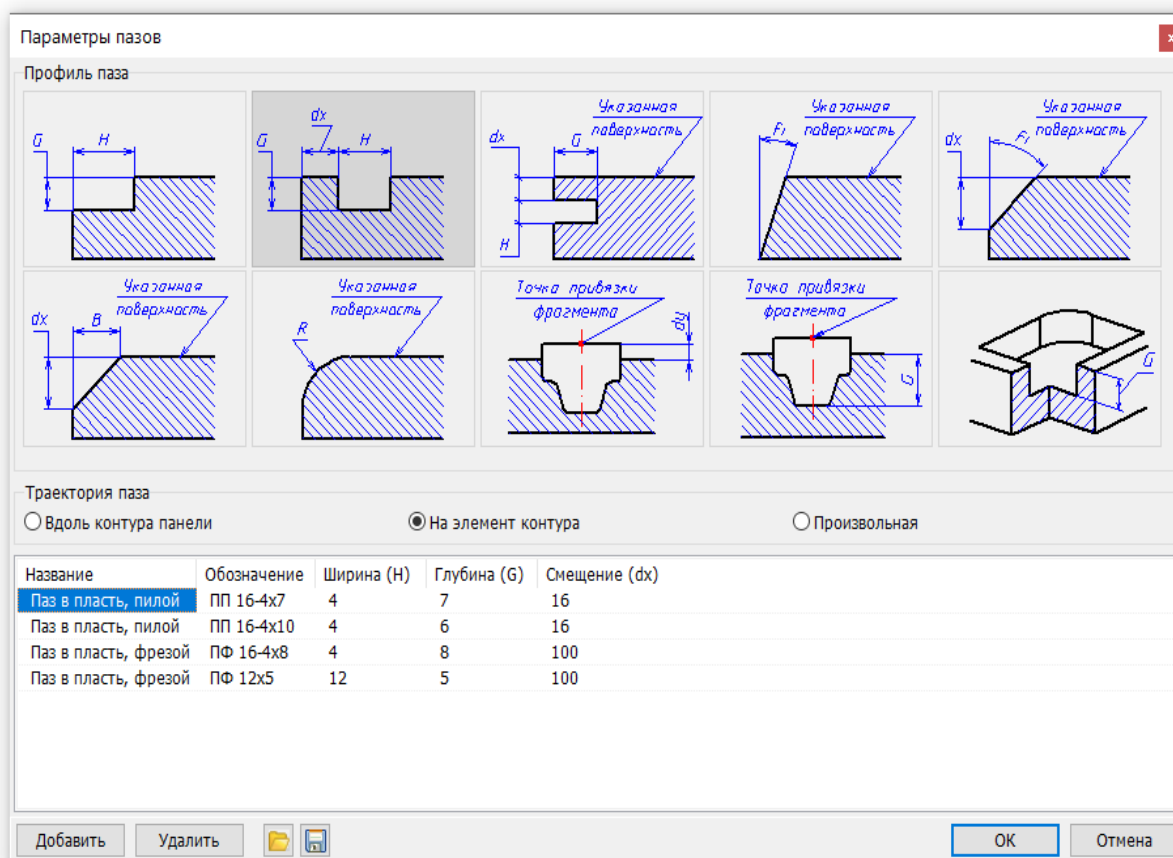 Параметры пазов
Профиль паза
G H
dx G H
Указанная поверхность dx G H
Указанная поверхность F1
Указанная поверхность dx F1
Указанная поверхность dx B
Указанная поверхность R
Точка привязки фрагмента dy
Точка привязки фрагмента G
G
Траектория паза
Вдоль контура панели На элемент контура Произвольная
Название Обозначение Ширина (H) Глубина (G) Смещение (dx)
Паз в пласть, пилой ПП 16-4x7 4 7 16
Паз в пласть, пилой ПП 16-4x10 4 6 16
Паз в пласть, фрезой ПФ 16-4x8 4 8 100
Паз в пласть, фрезой ПФ 12x5 12 5 100
Добавить Удалить ОК Отмена